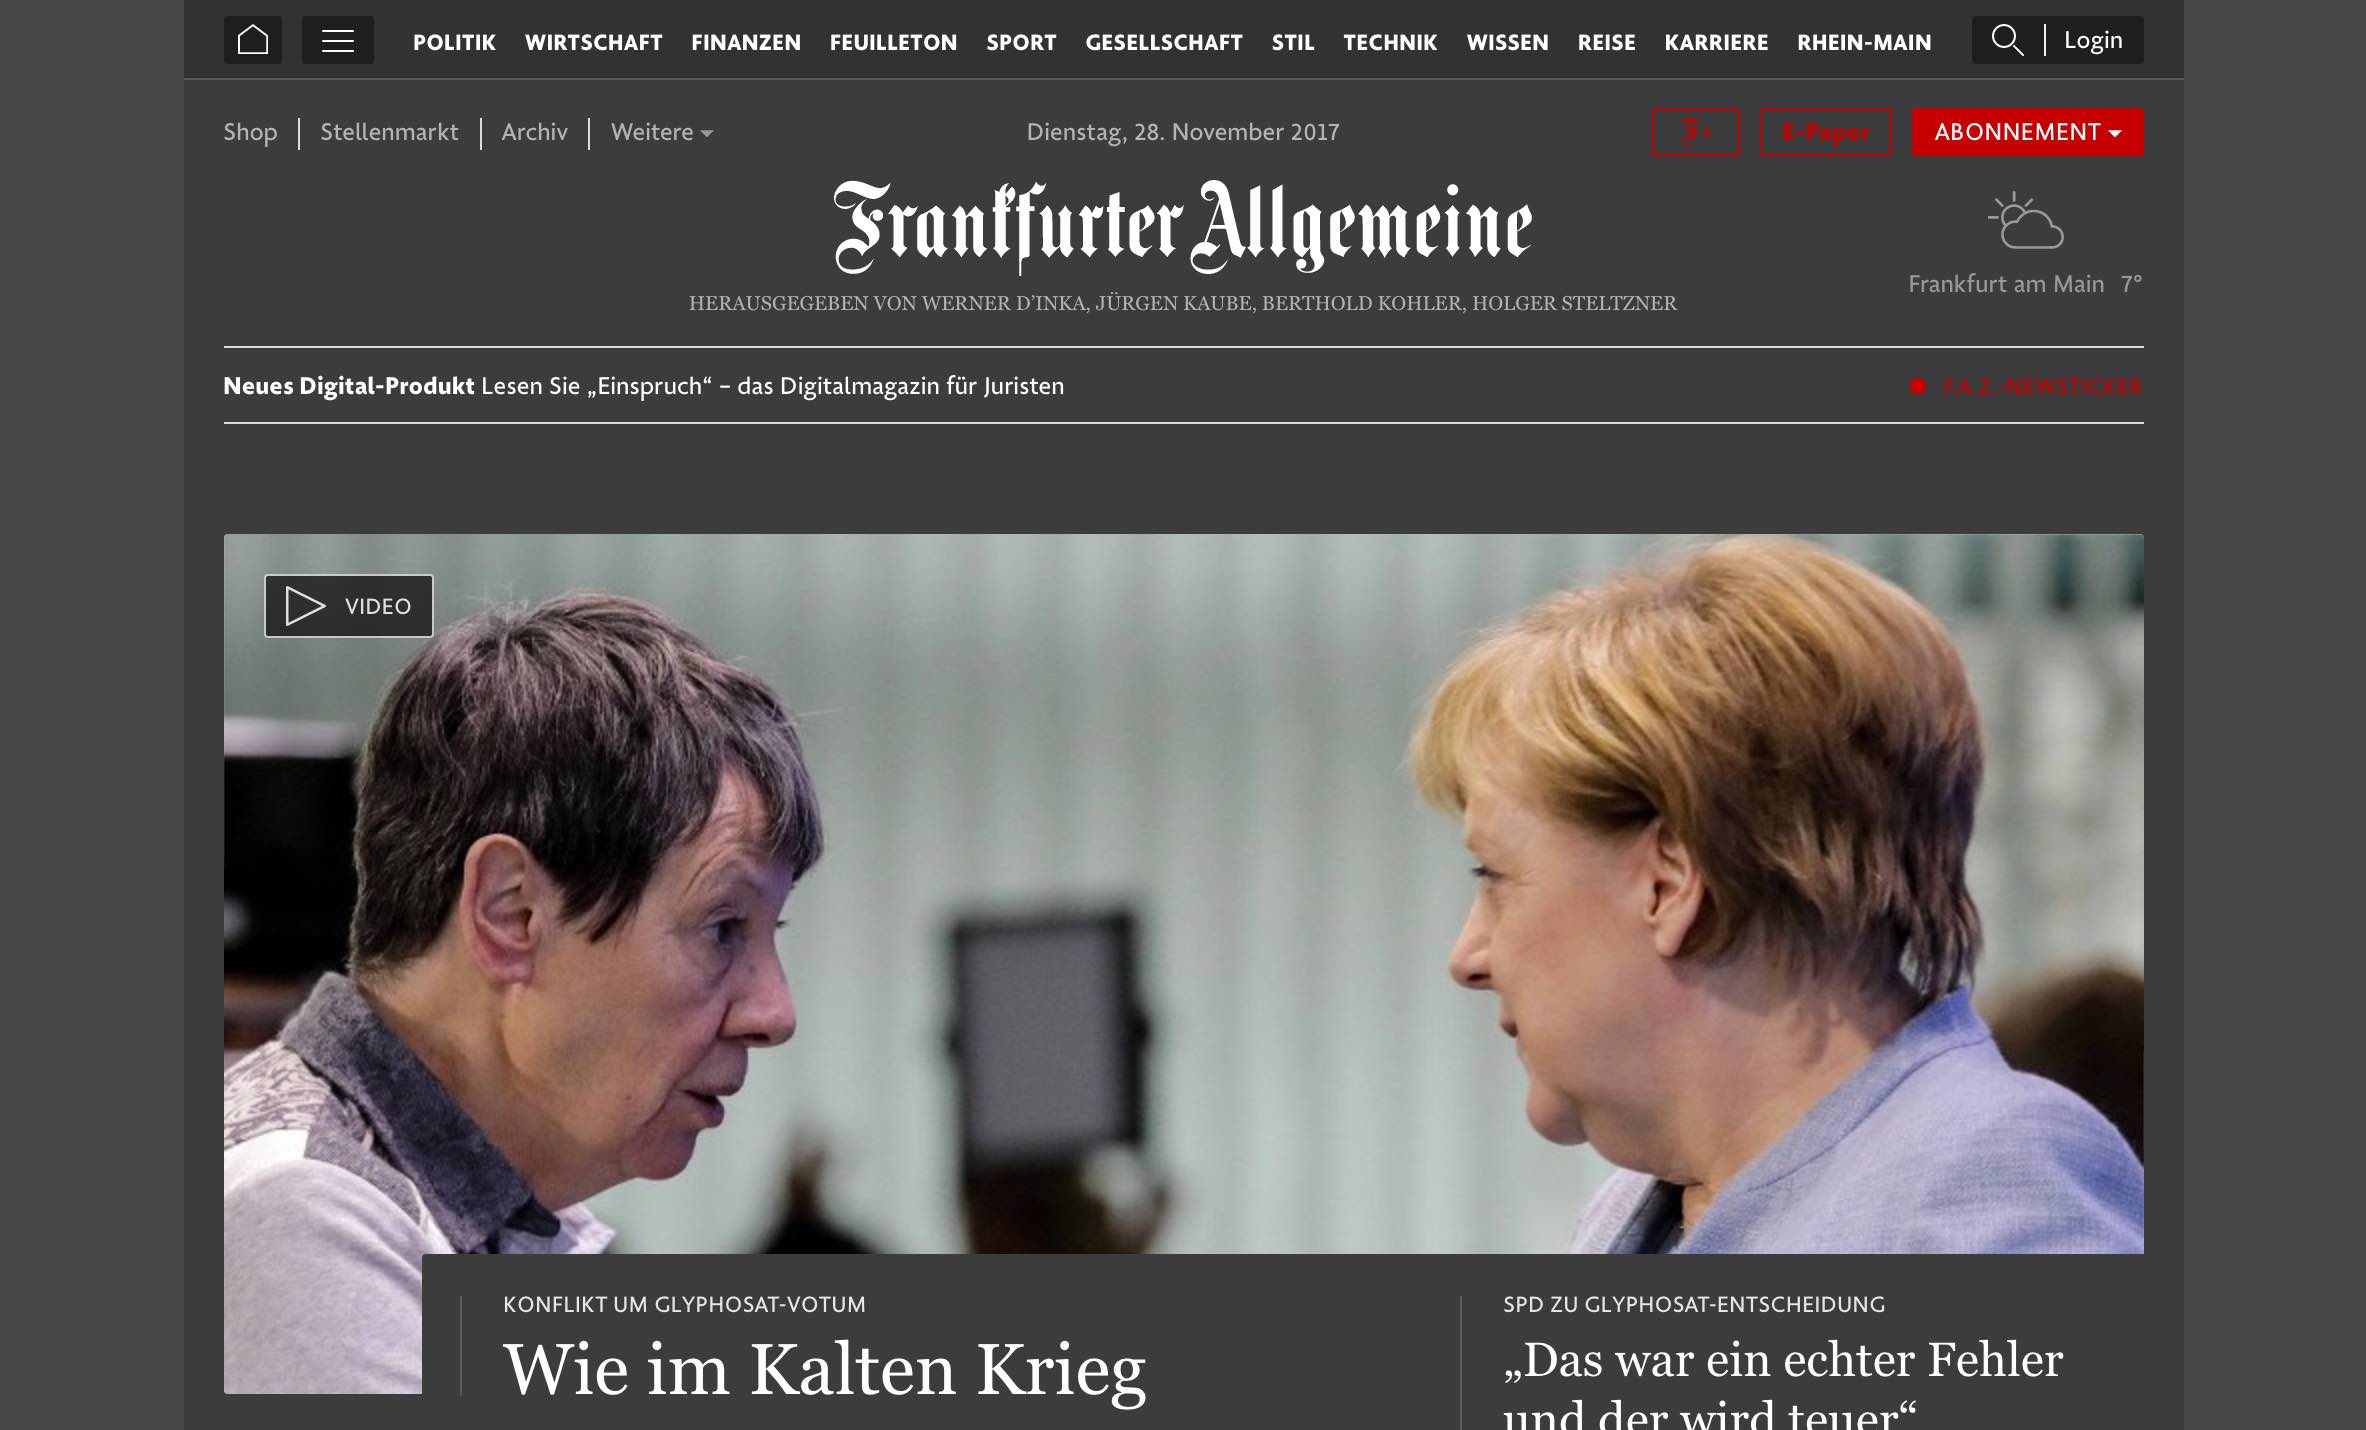 POLITIK WIRTSCHAFT FINANZEN FEUILLETON SPORT GESELLSCHAFT STIL TECHNIK WISSEN REISE KARRIERE RHEIN-MAIN Login
Shop Stellenmarkt Archiv Weitere Dienstag, 28. November 2017 F+ E-Paper ABONNEMENT
Frankfurter Allgemeine
HERAUSGEGEBEN VON WERNER D’INKA, JÜRGEN KAUBE, BERTHOLD KOHLER, HOLGER STELTZNER
Frankfurt am Main 7°
Neues Digital-Produkt Lesen Sie „Einspruch“ – das Digitalmagazin für Juristen F.A.Z.-NEWSTICKER
VIDEO
KONFLIKT UM GLYPHOSAT-VOTUM
Wie im Kalten Krieg
SPD ZU GLYPHOSAT-ENTSCHEIDUNG
„Das war ein echter Fehler
und der wird teuer“